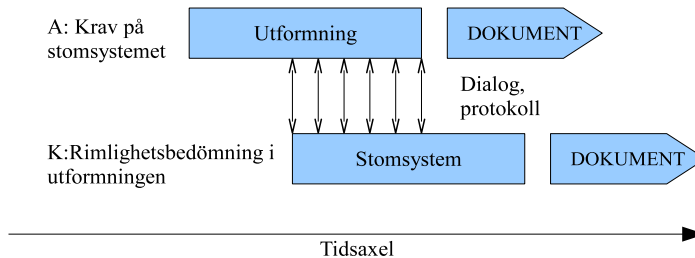 A: Krav på
stomsystemet
Utformning
DOKUMENT
Dialog,
protokoll
K:Rimlighetsbedömning i
utformningen
Stomsystem
DOKUMENT
Tidsaxel